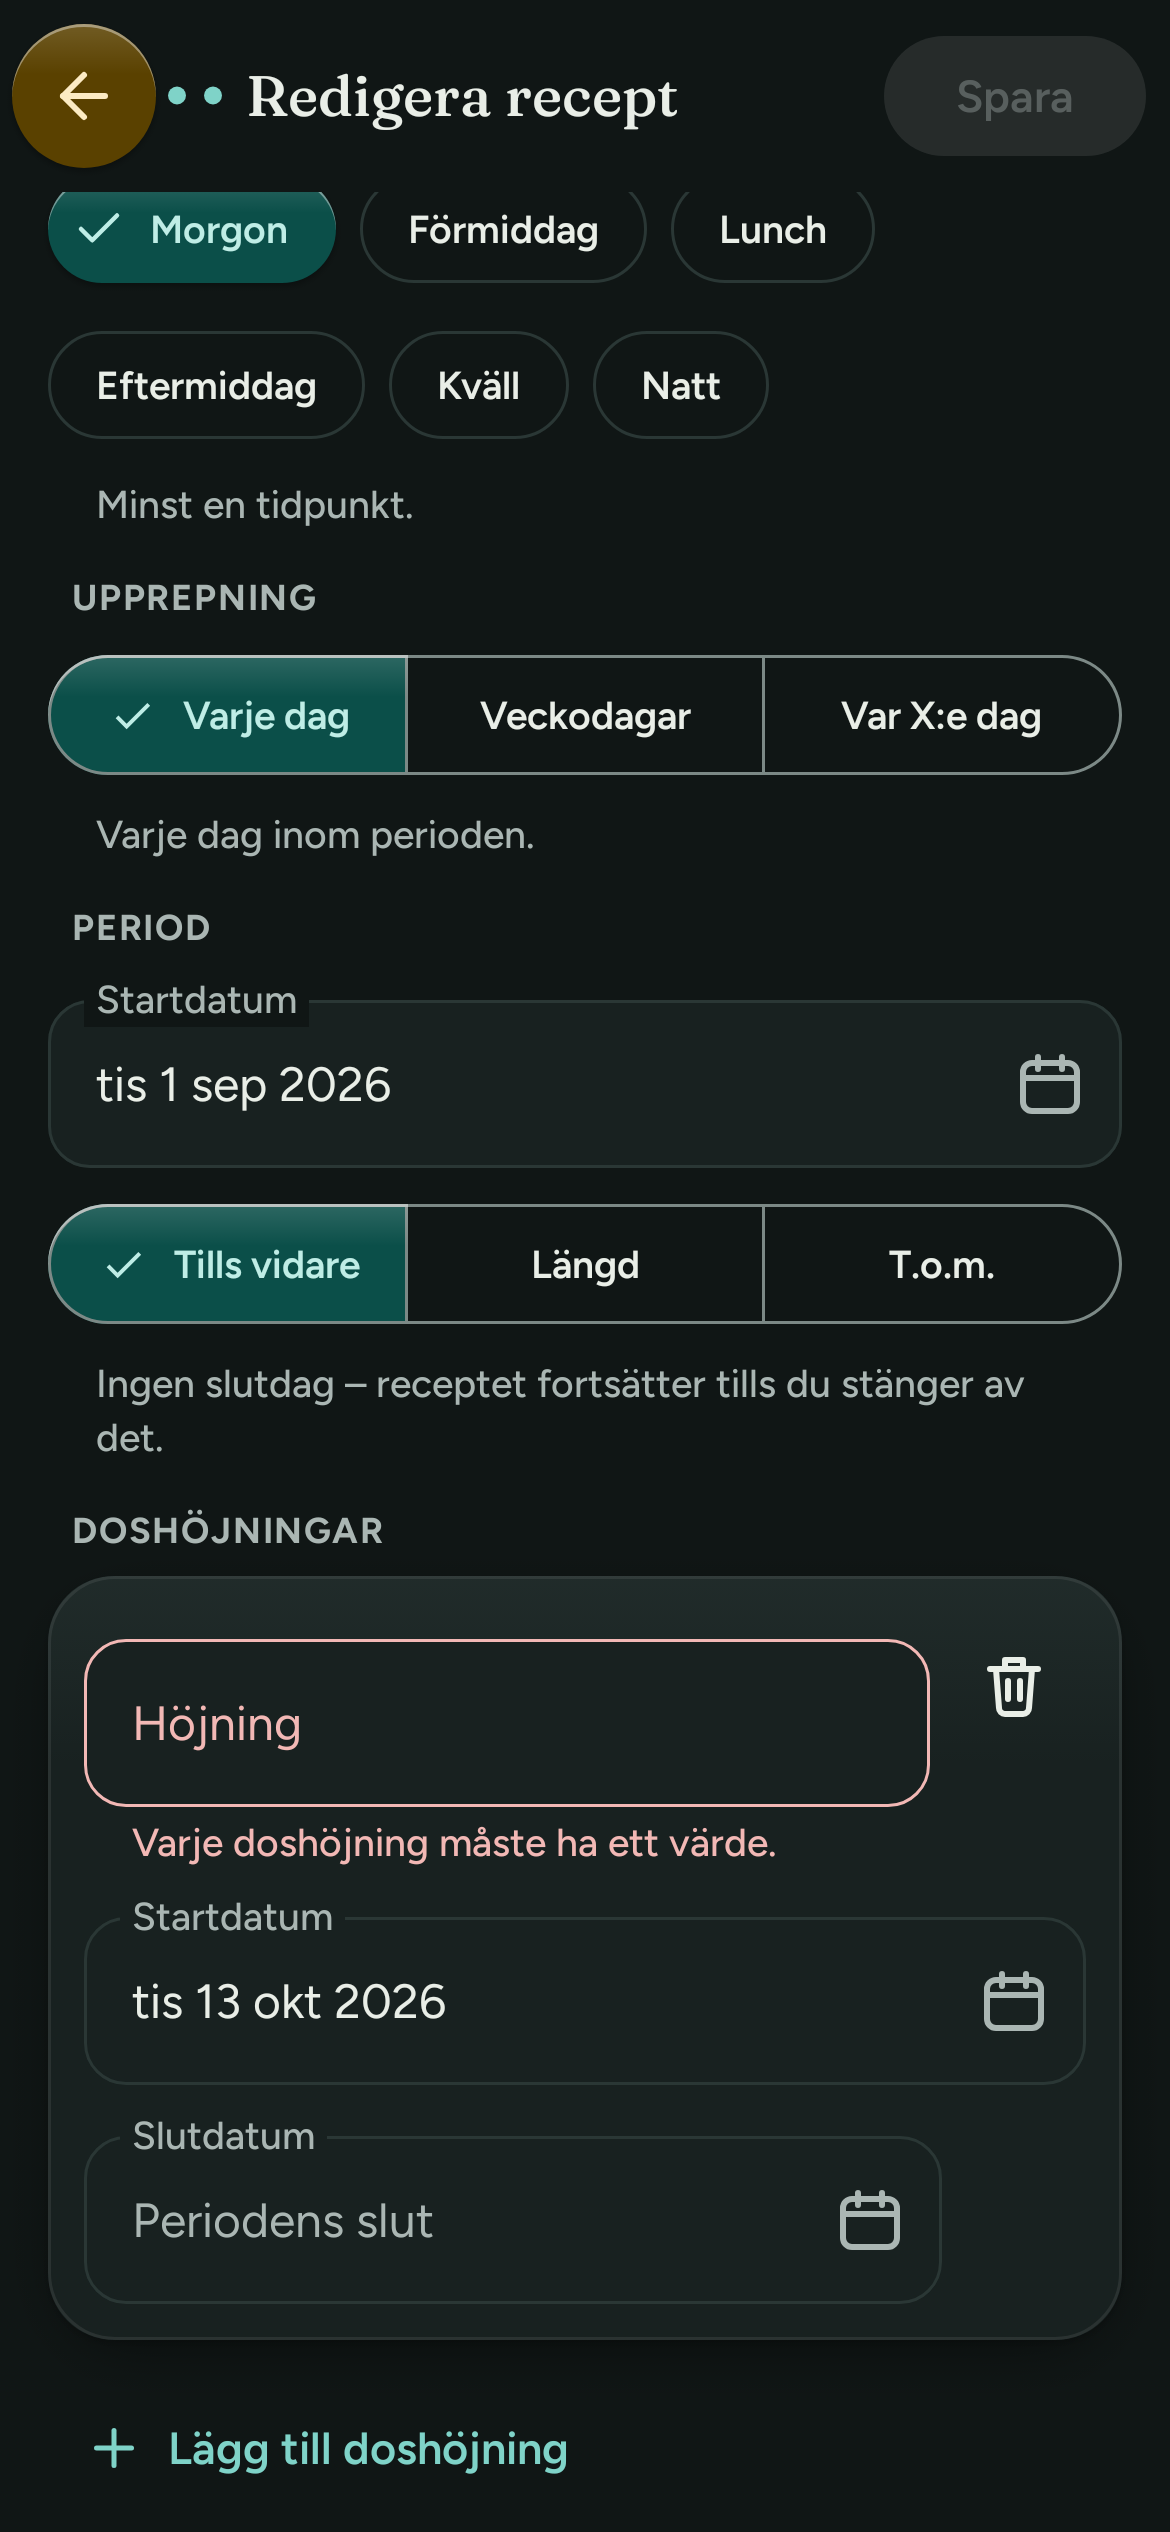 Redigera recept
Spara
Morgon
Förmiddag
Lunch
Eftermiddag
Kväll
Natt
Minst en tidpunkt.
UPPREPNING
Varje dag
Veckodagar
Var X:e dag
Varje dag inom perioden.
PERIOD
Startdatum
tis 1 sep 2026
Tills vidare
Längd
T.o.m.
Ingen slutdag – receptet fortsätter tills du stänger av
det.
DOSHÖJNINGAR
Höjning
Varje doshöjning måste ha ett värde.
Startdatum
tis 13 okt 2026
Slutdatum
Periodens slut
Lägg till doshöjning